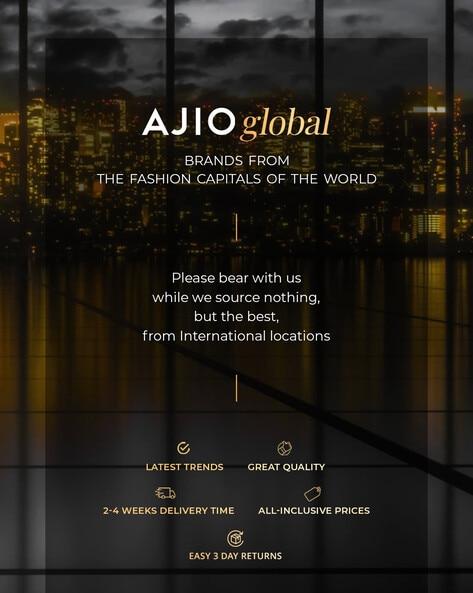 AJIO global
BRANDS FROM
THE FASHION CAPITALS OF THE WORLD
Please bear with us
while we source nothing,
but the best,
from International locations
LATEST TRENDS GREAT QUALITY
2-4 WEEKS DELIVERY TIME ALL-INCLUSIVE PRICES
EASY 3 DAY RETURNS